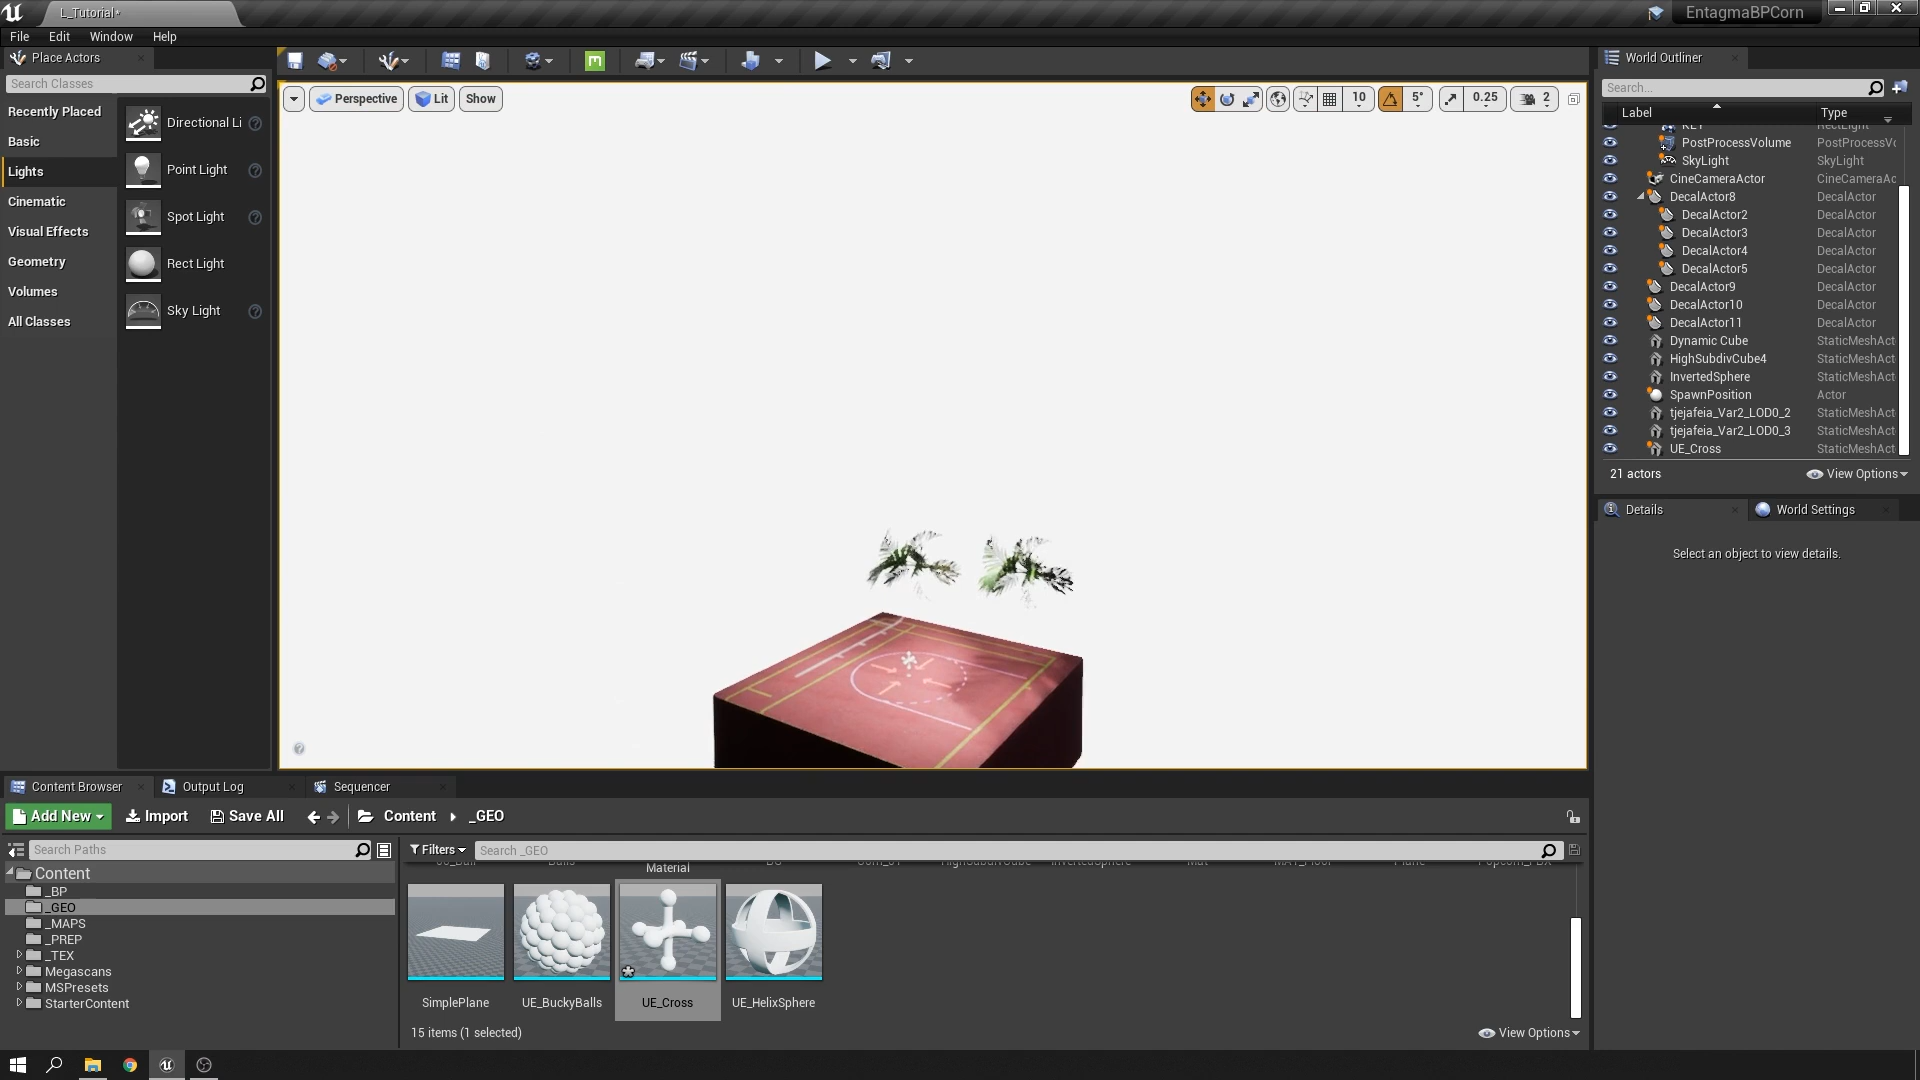 L_Tutorial*
EntagmaBPCorn
File Edit Window Help
Place Actors
Search Classes
Recently Placed
Basic
Lights
Cinematic
Visual Effects
Geometry
Volumes
All Classes
Directional Li
Point Light
Spot Light
Rect Light
Sky Light
Perspective Lit Show
10 5° 0.25 2
World Outliner
Search...
Label Type
KEY RectLight
PostProcessVolume PostProcessVo
SkyLight SkyLight
CineCameraActor CineCameraAc
DecalActor8 DecalActor
DecalActor2 DecalActor
DecalActor3 DecalActor
DecalActor4 DecalActor
DecalActor5 DecalActor
DecalActor9 DecalActor
DecalActor10 DecalActor
DecalActor11 DecalActor
Dynamic Cube StaticMeshAct
HighSubdivCube4 StaticMeshAct
InvertedSphere StaticMeshAct
SpawnPosition Actor
tjejafeia_Var2_LOD0_2 StaticMeshAct
tjejafeia_Var2_LOD0_3 StaticMeshAct
UE_Cross StaticMeshAct
21 actors View Options
Details World Settings
Select an object to view details.
Content Browser Output Log Sequencer
Add New Import Save All Content _GEO
Search Paths
Content
_BP
_GEO
_MAPS
_PREP
_TEX
Megascans
MSPresets
StarterContent
Filters Search _GEO
Material
SimplePlane UE_BuckyBalls UE_Cross UE_HelixSphere
15 items (1 selected) View Options